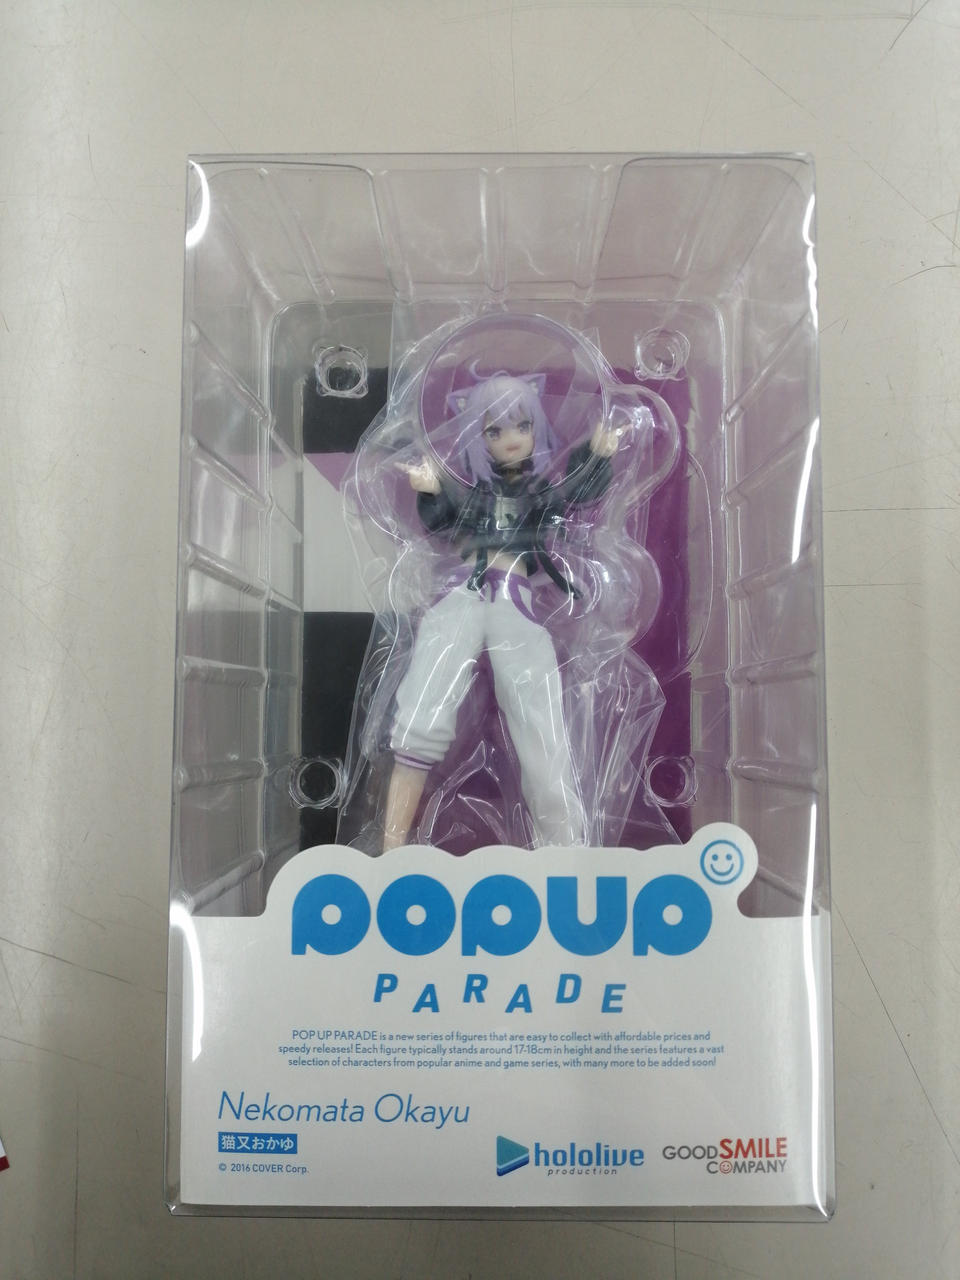 POPUP
PARADE
POP UP PARADE is a new series of figures that are easy to collect with affordable prices and
speedy releases! Each figure typically stands around 17-18cm in height and the series features a vast
selection of characters from popular anime and game series, with many more to be added soon!
Nekomata Okayu
猫又おかゆ
© 2016 COVER Corp.
hololive
production
GOOD SMILE
COMPANY